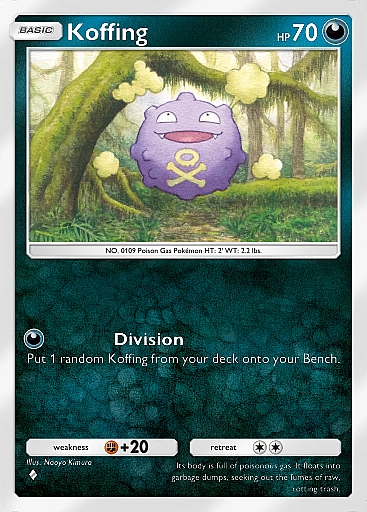 BASIC Koffing HP 70
NO. 0109 Poison Gas Pokémon HT: 2' WT: 2.2 lbs.
Division
Put 1 random Koffing from your deck onto your Bench.
weakness +20 retreat
Illus. Naoyo Kimura
Its body is full of poisonous gas. It floats into
garbage dumps, seeking out the fumes of raw,
rotting trash.